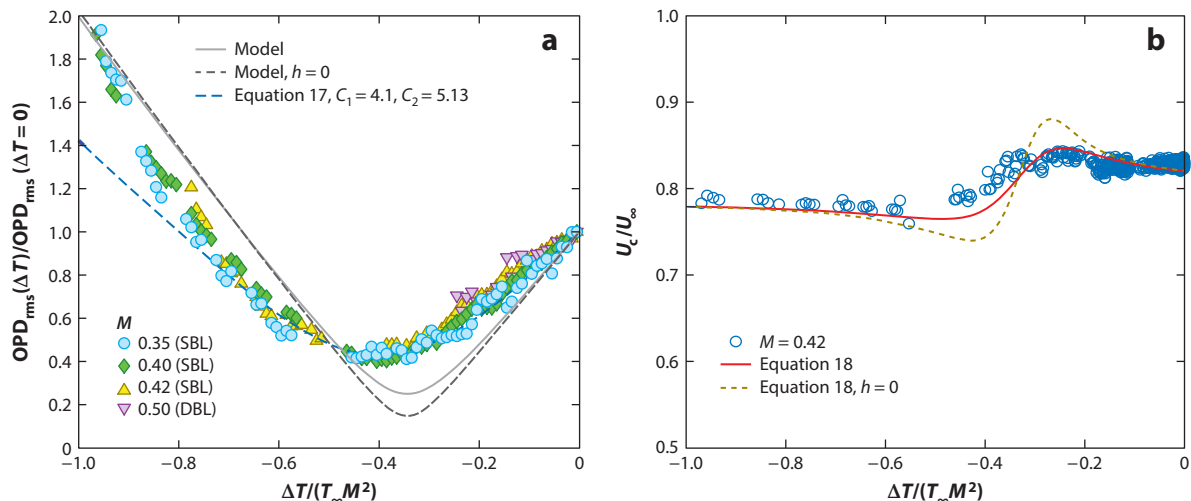 a
2.0
1.8
1.6
1.4
1.2
1.0
0.8
0.6
0.4
0.2
0
OPD_rms(ΔT)/OPD_rms (ΔT = 0)
Model
Model, h = 0
Equation 17, C₁ = 4.1, C₂ = 5.13
M
0.35 (SBL)
0.40 (SBL)
0.42 (SBL)
0.50 (DBL)
−1.0 −0.8 −0.6 −0.4 −0.2 0
ΔT/(T∞M²)
b
1.0
0.9
0.8
0.7
0.6
0.5
U_c/U_∞
M = 0.42
Equation 18
Equation 18, h = 0
−1.0 −0.8 −0.6 −0.4 −0.2 0
ΔT/(T∞M²)